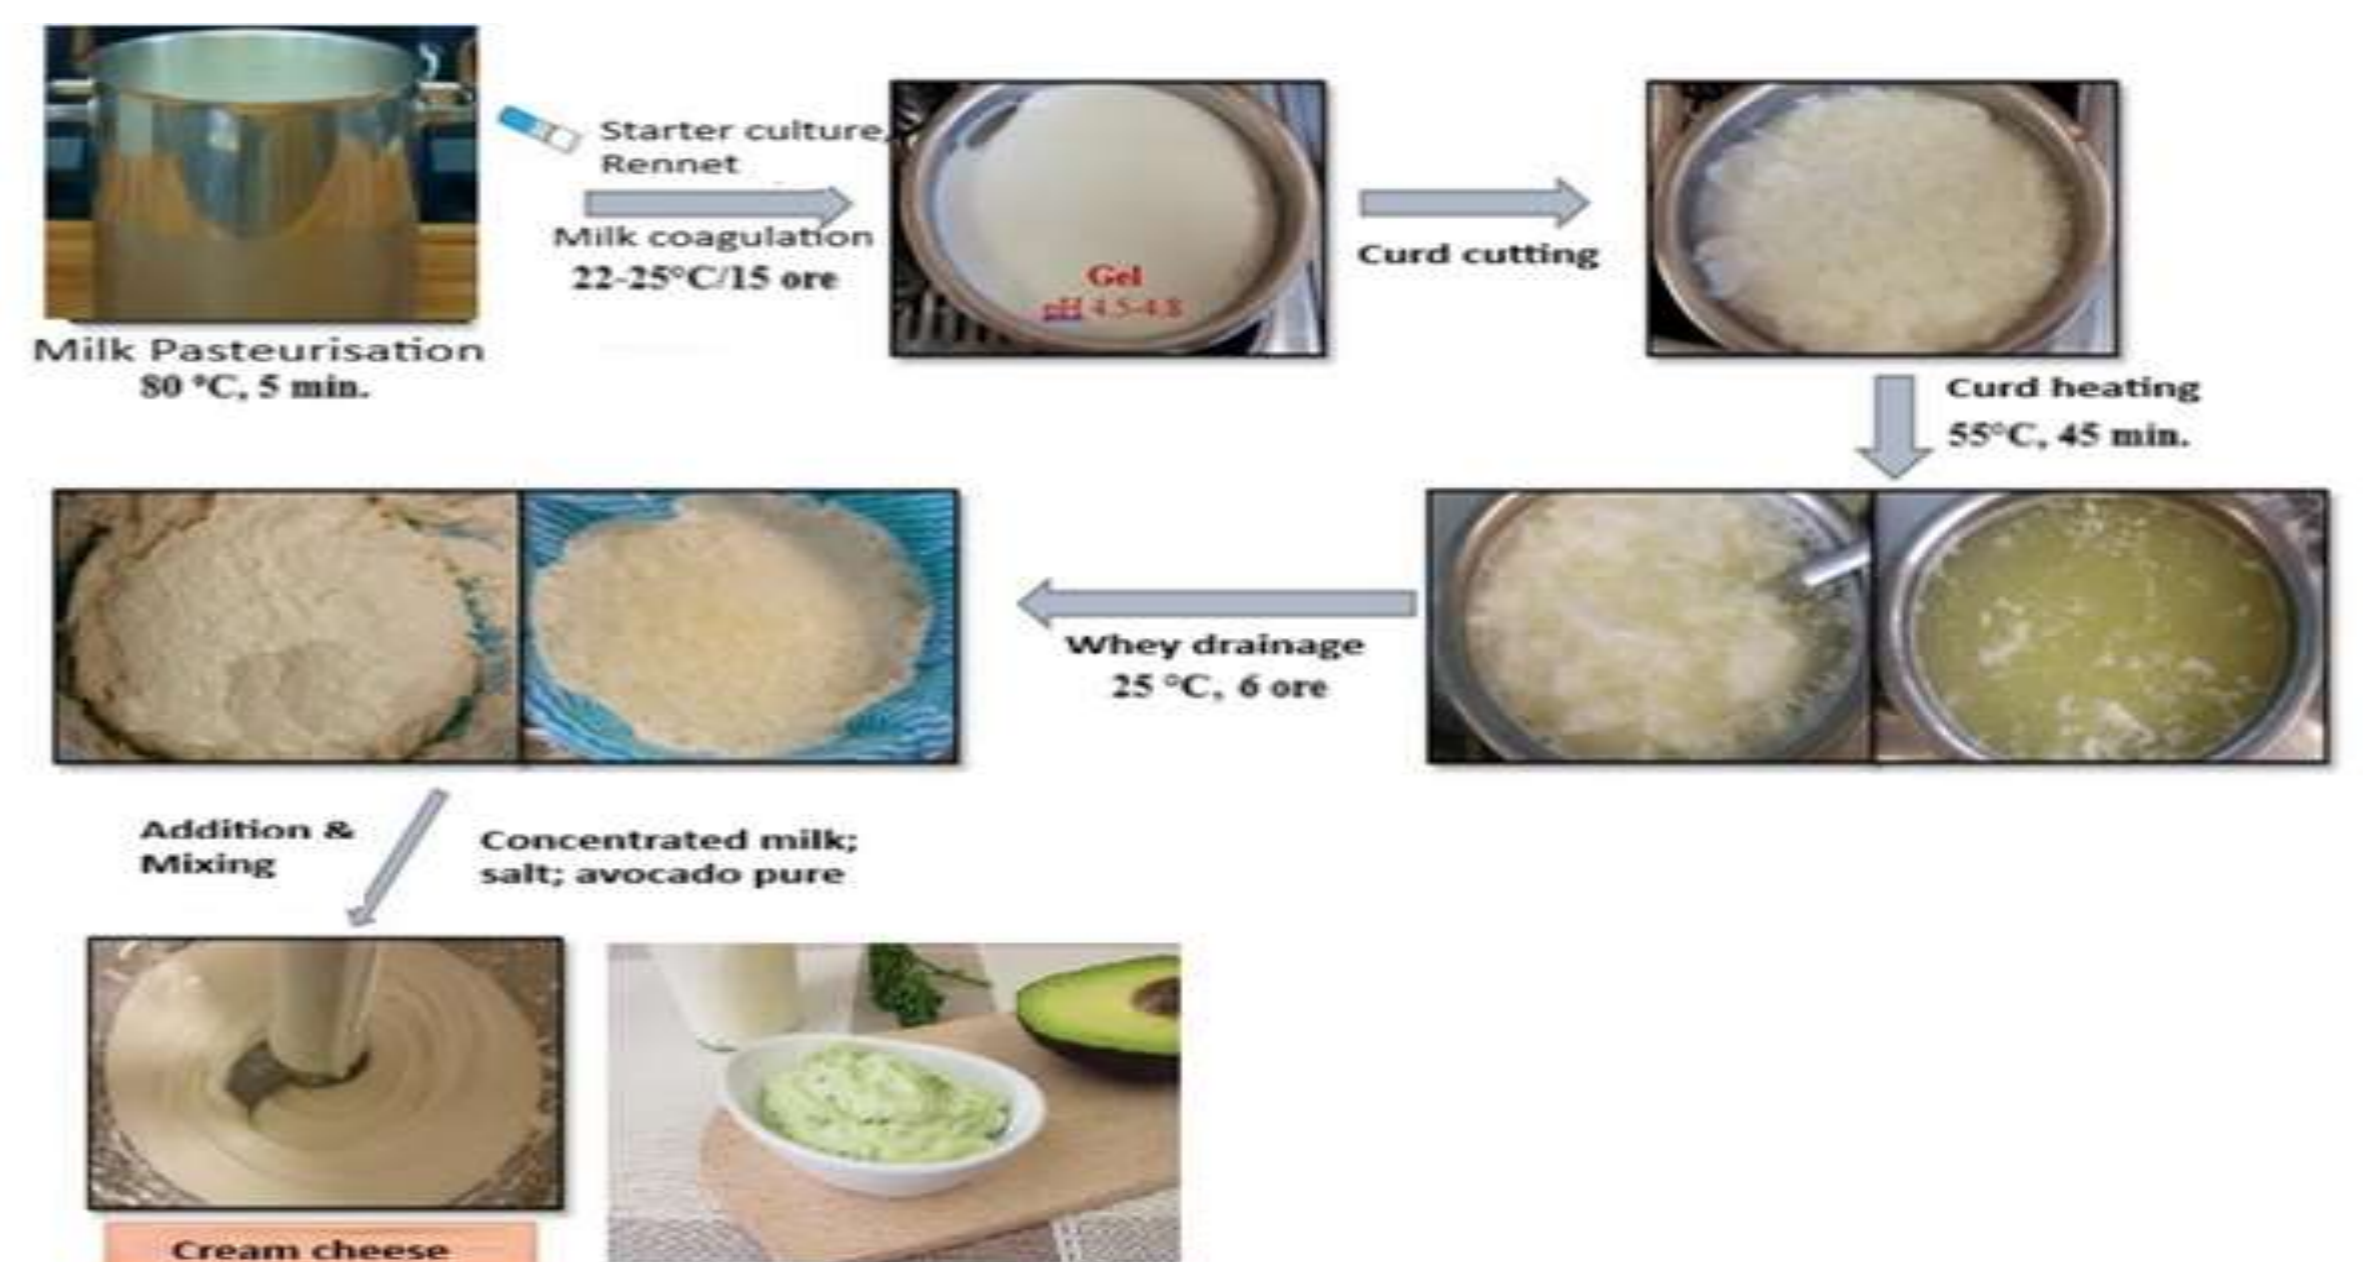 Milk Pasteurisation
80 °C, 5 min.
Starter culture,
Rennet
Milk coagulation
22-25°C/15 ore
Gel
pH 4.5-4.8
Curd cutting
Curd heating
55°C, 45 min.
Whey drainage
25 °C, 6 ore
Addition &
Mixing
Concentrated milk;
salt; avocado pure
Cream cheese